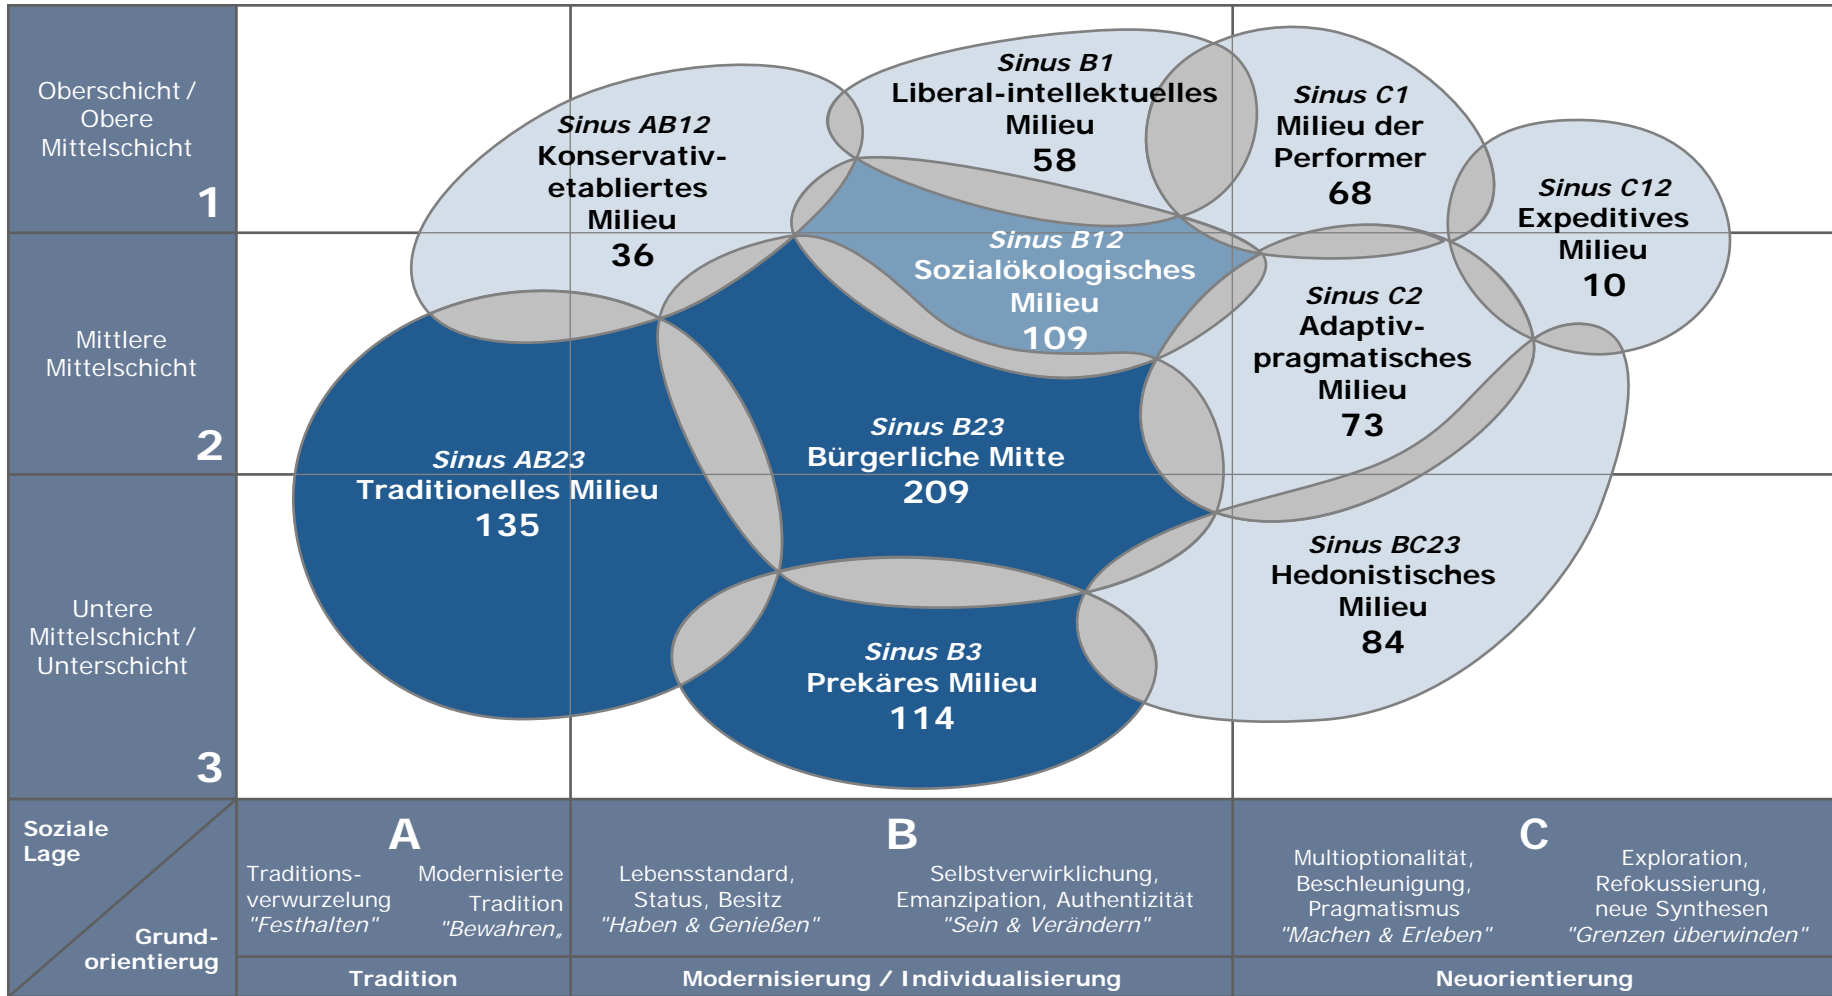 Oberschicht /
Obere
Mittelschicht
1
Mittlere
Mittelschicht
2
Untere
Mittelschicht /
Unterschicht
3
Sinus AB12
Konservativ-
etabliertes
Milieu
36
Sinus B1
Liberal-intellektuelles
Milieu
58
Sinus C1
Milieu der
Performer
68
Sinus C12
Expeditives
Milieu
10
Sinus B12
Sozialökologisches
Milieu
109
Sinus C2
Adaptiv-
pragmatisches
Milieu
73
Sinus AB23
Traditionelles Milieu
135
Sinus B23
Bürgerliche Mitte
209
Sinus BC23
Hedonistisches
Milieu
84
Sinus B3
Prekäres Milieu
114
Soziale
Lage
Grund-
orientierug
A
Traditions-
verwurzelung
"Festhalten"
Modernisierte
Tradition
"Bewahren„
B
Lebensstandard,
Status, Besitz
"Haben & Genießen"
Selbstverwirklichung,
Emanzipation, Authentizität
"Sein & Verändern"
C
Multioptionalität,
Beschleunigung,
Pragmatismus
"Machen & Erleben"
Exploration,
Refokussierung,
neue Synthesen
"Grenzen überwinden"
Tradition
Modernisierung / Individualisierung
Neuorientierung